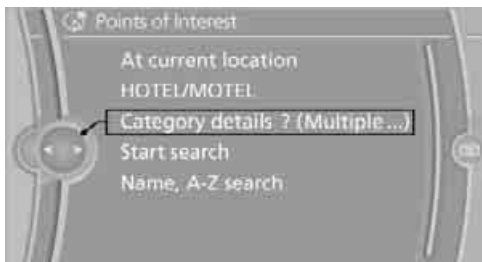 Points of Interest
At current location
HOTEL/MOTEL
Category details ? (Multiple ...)
Start search
Name, A-Z search